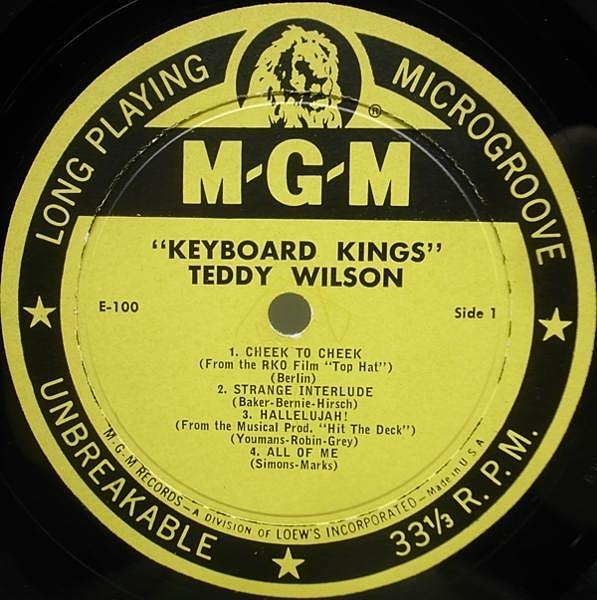 LONG PLAYING
MICROGROOVE
®
M-G-M
"KEYBOARD KINGS"
TEDDY WILSON
E-100
Side 1
1. CHEEK TO CHEEK
(From the RKO Film "Top Hat")
(Berlin)
2. STRANGE INTERLUDE
(Baker-Bernie-Hirsch)
3. HALLELUJAH!
(From the Musical Prod. "Hit The Deck")
(Youmans-Robin-Grey)
4. ALL OF ME
(Simons-Marks)
M-G-M RECORDS—A DIVISION OF LOEW'S INCORPORATED—Made in U.S.A.
UNBREAKABLE
33⅓ R.P.M.